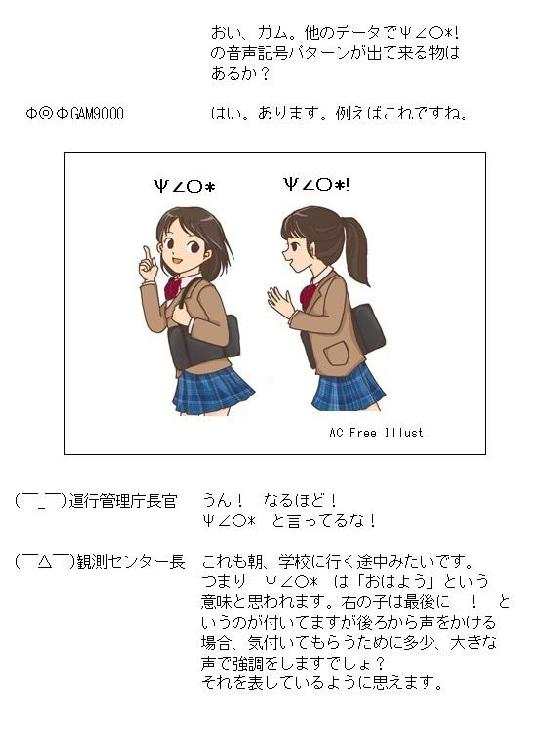 おい、ガム。他のデータでΨ∠〇*!
の音声記号パターンが出て来る物は
あるか？
Φ◎ΦGAM9000　はい。あります。例えばこれですね。
Ψ∠〇*　Ψ∠〇*!
AC Free Illust
(￣_￣)運行管理庁長官　うん！　なるほど！
Ψ∠〇*　と言ってるな！
(￣△￣)観測センター長　これも朝、学校に行く途中みたいです。
つまり　Ψ∠〇*　は「おはよう」という
意味と思われます。右の子は最後に　！　と
いうのが付いてますが後ろから声をかける
場合、気付いてもらうために多少、大きな
声で強調をしますでしょ？
それを表しているように思えます。